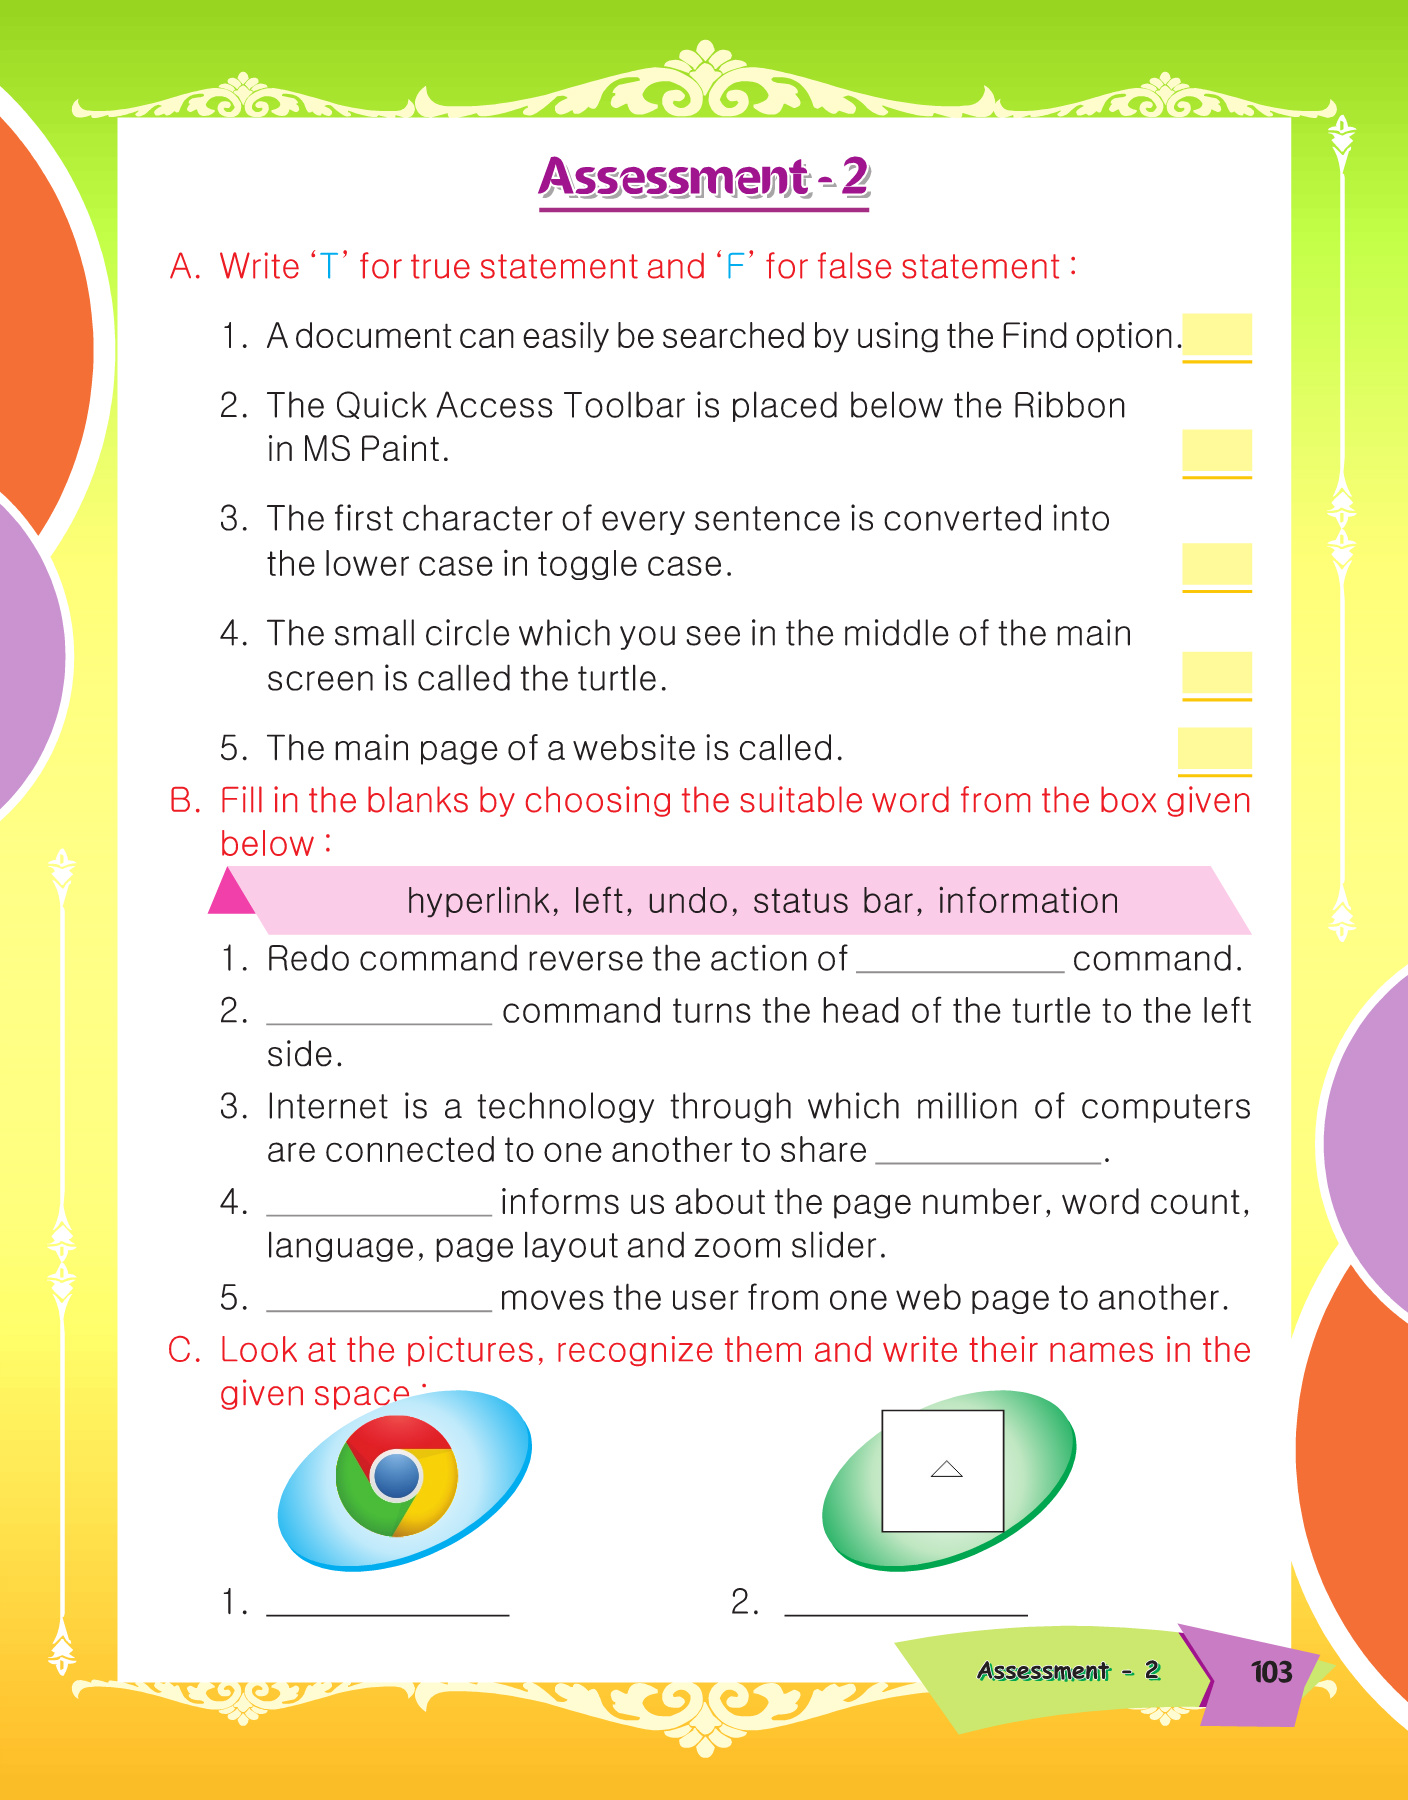 Assessment - 2
A. Write ‘T’ for true statement and ‘F’ for false statement :
1. A document can easily be searched by using the Find option.
2. The Quick Access Toolbar is placed below the Ribbon
in MS Paint.
3. The first character of every sentence is converted into
the lower case in toggle case.
4. The small circle which you see in the middle of the main
screen is called the turtle.
5. The main page of a website is called.
B. Fill in the blanks by choosing the suitable word from the box given
below :
hyperlink, left, undo, status bar, information
1. Redo command reverse the action of ____________ command.
2. ____________ command turns the head of the turtle to the left
side.
3. Internet is a technology through which million of computers
are connected to one another to share ____________.
4. ____________ informs us about the page number, word count,
language, page layout and zoom slider.
5. ____________ moves the user from one web page to another.
C. Look at the pictures, recognize them and write their names in the
given space :
1. ____________ 2. ____________
Assessment - 2 103